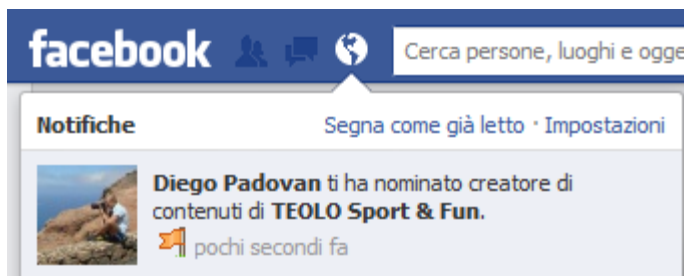 facebook Cerca persone, luoghi e ogge
Notifiche Segna come già letto · Impostazioni
Diego Padovan ti ha nominato creatore di
contenuti di TEOLO Sport & Fun.
pochi secondi fa